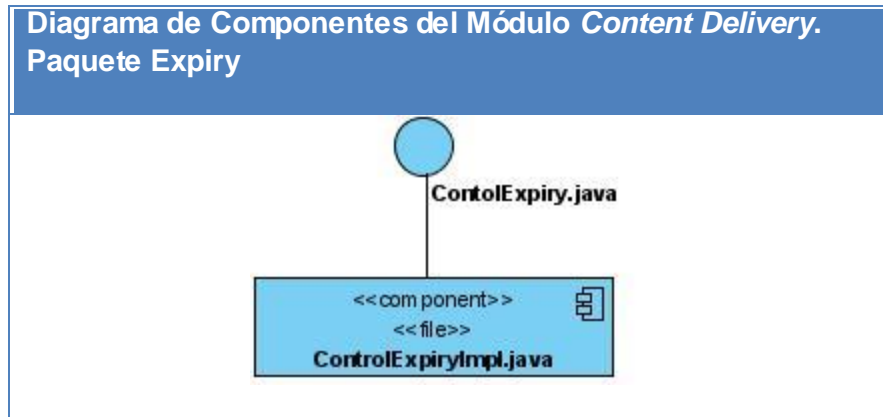 Diagrama de Componentes del Módulo Content Delivery.
Paquete Expiry
ContolExpiry.java
<<component>>
<<file>>
ControlExpiryImpl.java